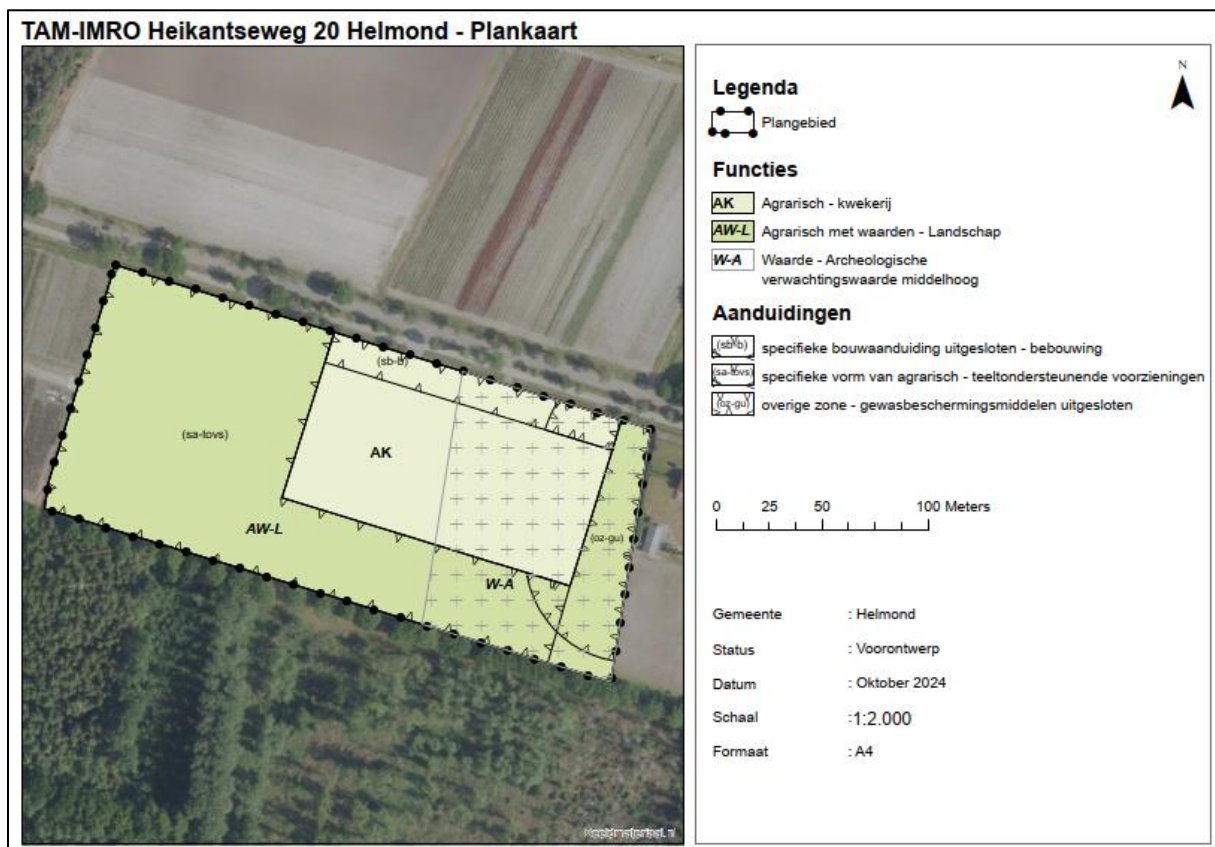 TAM-IMRO Heikantseweg 20 Helmond - Plankaart
(sb-b)
(sa-tovs)
AK
AW-L
(oz-gu)
W-A
N
Legenda
Plangebied
Functies
AK Agrarisch - kwekerij
AW-L Agrarisch met waarden - Landschap
W-A Waarde - Archeologische
verwachtingswaarde middelhoog
Aanduidingen
(sb-b) specifieke bouwaanduiding uitgesloten - bebouwing
(sa-tovs) specifieke vorm van agrarisch - teeltondersteunende voorzieningen
(oz-gu) overige zone - gewasbeschermingsmiddelen uitgesloten
0 25 50 100 Meters
Gemeente : Helmond
Status : Voorontwerp
Datum : Oktober 2024
Schaal :1:2.000
Formaat : A4